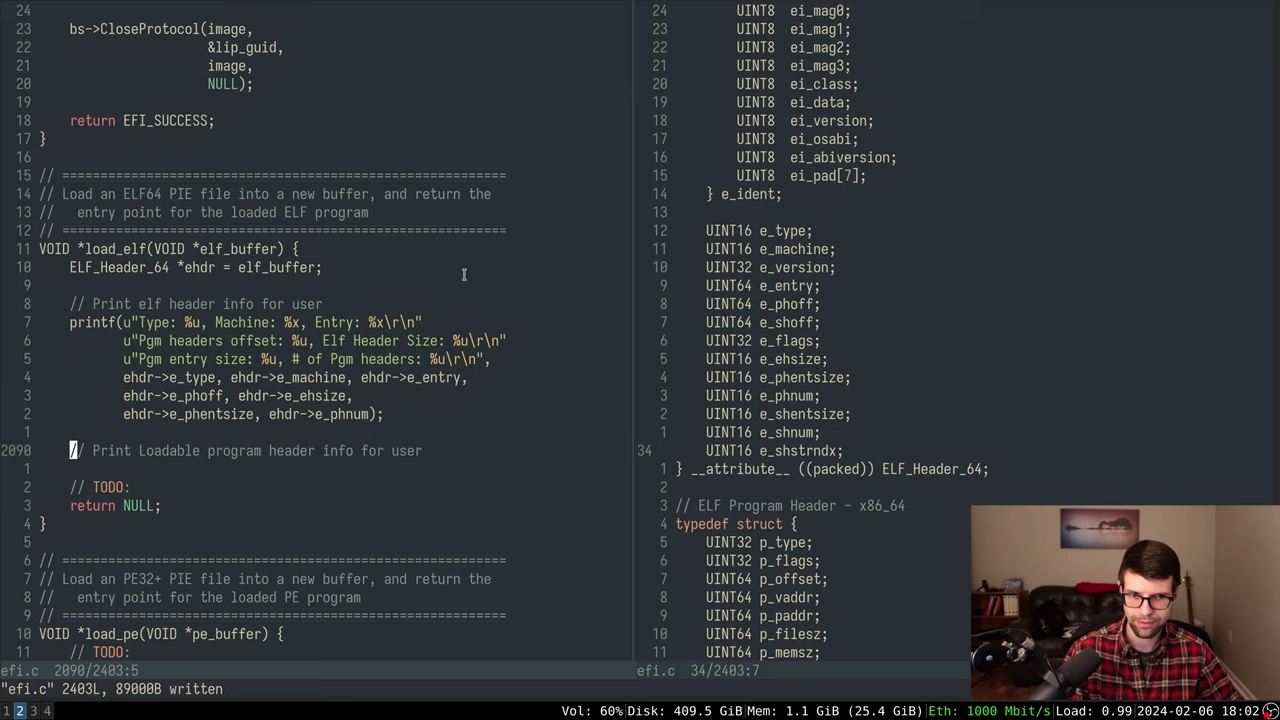 24
23     bs->CloseProtocol(image,
22                       &lip_guid,
21                       image,
20                       NULL);
19
18     return EFI_SUCCESS;
17 }
16
15 // ==========================================================
14 // Load an ELF64 PIE file into a new buffer, and return the
13 //   entry point for the loaded ELF program
12 // ==========================================================
11 VOID *load_elf(VOID *elf_buffer) {
10     ELF_Header_64 *ehdr = elf_buffer;
9
8     // Print elf header info for user
7     printf(u"Type: %u, Machine: %x, Entry: %x\r\n"
6            u"Pgm headers offset: %u, Elf Header Size: %u\r\n"
5            u"Pgm entry size: %u, # of Pgm headers: %u\r\n",
4            ehdr->e_type, ehdr->e_machine, ehdr->e_entry,
3            ehdr->e_phoff, ehdr->e_ehsize,
2            ehdr->e_phentsize, ehdr->e_phnum);
1
2090     // Print Loadable program header info for user
1
2     // TODO:
3     return NULL;
4 }
5
6 // ==========================================================
7 // Load an PE32+ PIE file into a new buffer, and return the
8 //   entry point for the loaded PE program
9 // ==========================================================
10 VOID *load_pe(VOID *pe_buffer) {
11     // TODO:
efi.c  2090/2403:5
24         UINT8  ei_mag0;
23         UINT8  ei_mag1;
22         UINT8  ei_mag2;
21         UINT8  ei_mag3;
20         UINT8  ei_class;
19         UINT8  ei_data;
18         UINT8  ei_version;
17         UINT8  ei_osabi;
16         UINT8  ei_abiversion;
15         UINT8  ei_pad[7];
14     } e_ident;
13
12     UINT16 e_type;
11     UINT16 e_machine;
10     UINT32 e_version;
9     UINT64 e_entry;
8     UINT64 e_phoff;
7     UINT64 e_shoff;
6     UINT32 e_flags;
5     UINT16 e_ehsize;
4     UINT16 e_phentsize;
3     UINT16 e_phnum;
2     UINT16 e_shentsize;
1     UINT16 e_shnum;
34     UINT16 e_shstrndx;
1 } __attribute__ ((packed)) ELF_Header_64;
2
3 // ELF Program Header - x86_64
4 typedef struct {
5     UINT32 p_type;
6     UINT32 p_flags;
7     UINT64 p_offset;
8     UINT64 p_vaddr;
9     UINT64 p_paddr;
10     UINT64 p_filesz;
11     UINT64 p_memsz;
efi.c  34/2403:7
"efi.c" 2403L, 89000B written
1 2 3 4
Vol: 60%|Disk: 409.5 GiB|Mem: 1.1 GiB (25.4 GiB)|Eth: 1000 Mbit/s|Load: 0.99|2024-02-06 18:02